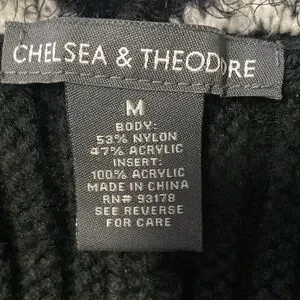 CHELSEA & THEODORE
M
BODY:
53% NYLON
47% ACRYLIC
INSERT:
100% ACRYLIC
MADE IN CHINA
RN# 93178
SEE REVERSE
FOR CARE